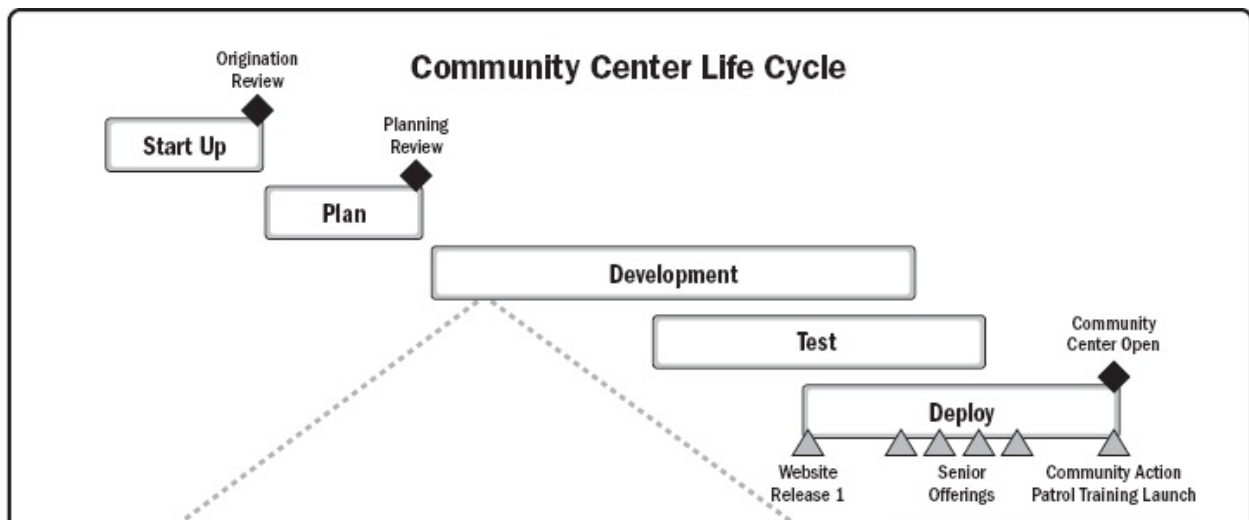 Community Center Life Cycle
Origination
Review
Start Up
Planning
Review
Plan
Development
Test
Community
Center Open
Deploy
Website
Release 1
Senior
Offerings
Community Action
Patrol Training Launch